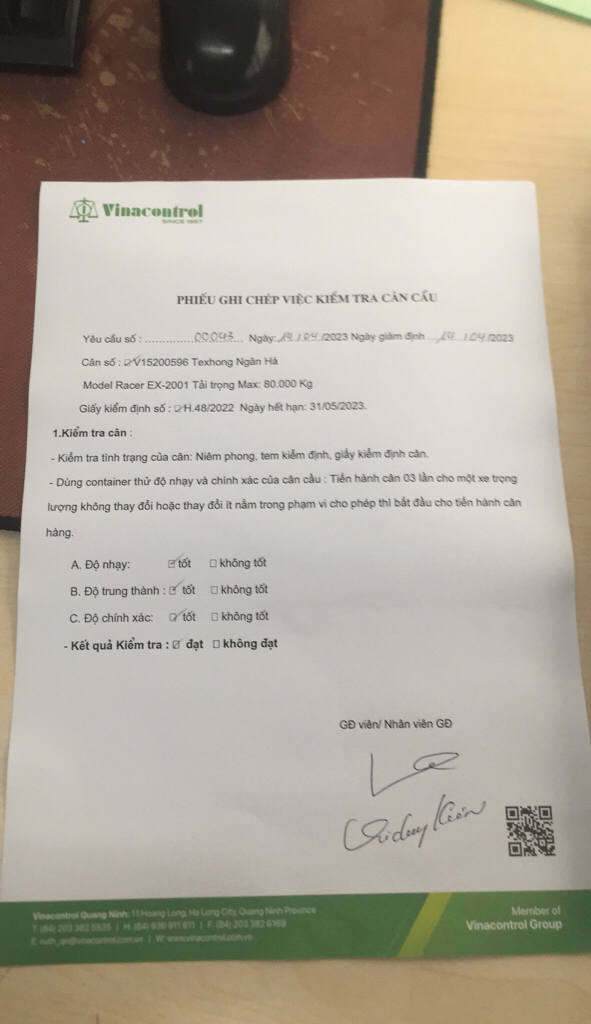 Vinacontrol
SINCE 1957
PHIẾU GHI CHÉP VIỆC KIỂM TRA CÂN CẨU
Yêu cầu số : .................. 00043 Ngày: 14 / 04 /2023 Ngày giám định ...14 / 04 /2023
Cân số : V15200596 Texhong Ngân Hà
Model Racer EX-2001 Tải trọng Max: 80.000 Kg
Giấy kiểm định số : H.48/2022 Ngày hết hạn: 31/05/2023.
1.Kiểm tra cân :
- Kiểm tra tình trạng của cân: Niêm phong, tem kiểm định, giấy kiểm định cân.
- Dùng container thử độ nhạy và chính xác của cân cẩu : Tiến hành cân 03 lần cho một xe trọng
lượng không thay đổi hoặc thay đổi ít nằm trong phạm vi cho phép thì bắt đầu cho tiến hành cân
hàng.
A. Độ nhạy: ☑ tốt ☐ không tốt
B. Độ trung thành : ☑ tốt ☐ không tốt
C. Độ chính xác: ☑ tốt ☐ không tốt
- Kết quả Kiểm tra : ☑ đạt ☐ không đạt
GĐ viên/ Nhân viên GĐ
Duy Kiên
Vinacontrol Quang Ninh: 11 Hoang Long, Ha Long City, Quang Ninh Province
Member of
Vinacontrol Group